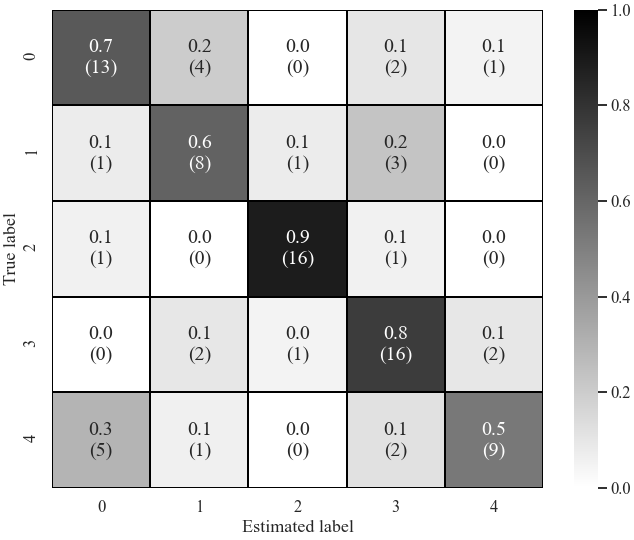 0 0.7 0.2 0.0 0.1 0.1
(13) (4) (0) (2) (1)
1 0.1 0.6 0.1 0.2 0.0
(1) (8) (1) (3) (0)
2 0.1 0.0 0.9 0.1 0.0
(1) (0) (16) (1) (0)
3 0.0 0.1 0.0 0.8 0.1
(0) (2) (1) (16) (2)
4 0.3 0.1 0.0 0.1 0.5
(5) (1) (0) (2) (9)
0 1 2 3 4
Estimated label
True label
1.0
0.8
0.6
0.4
0.2
0.0